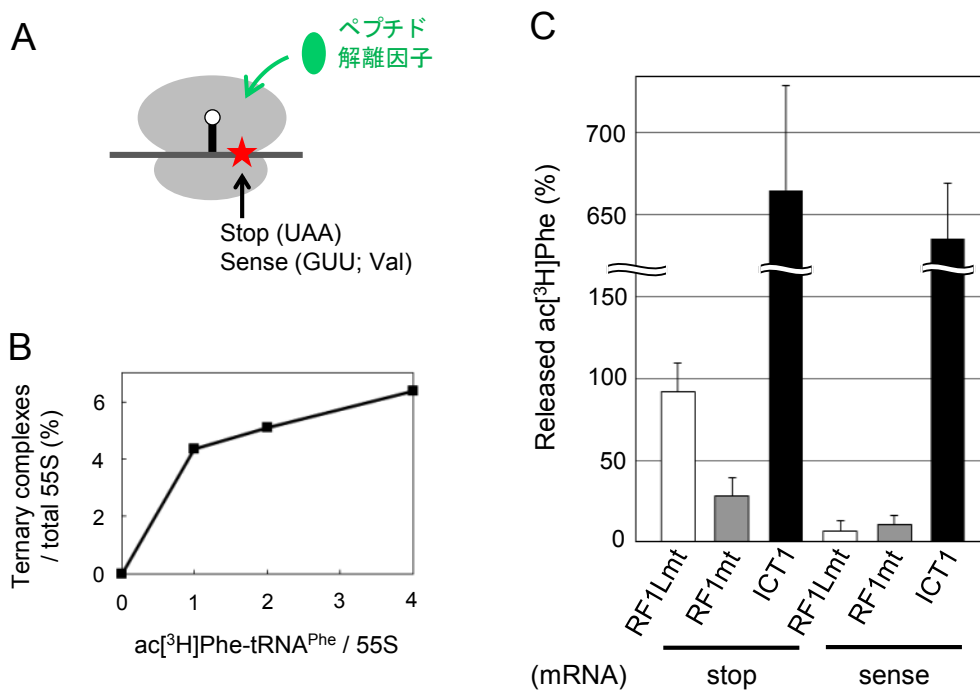 A
ペプチド
解離因子
Stop (UAA)
Sense (GUU; Val)
B
Ternary complexes
/ total 55S (%)
6
4
2
0
0
1
2
3
4
ac[³H]Phe-tRNAᴾʰᵉ / 55S
C
Released ac[³H]Phe (%)
700
650
150
100
50
0
RF1Lmt
RF1mt
ICT1
RF1Lmt
RF1mt
ICT1
(mRNA) stop sense